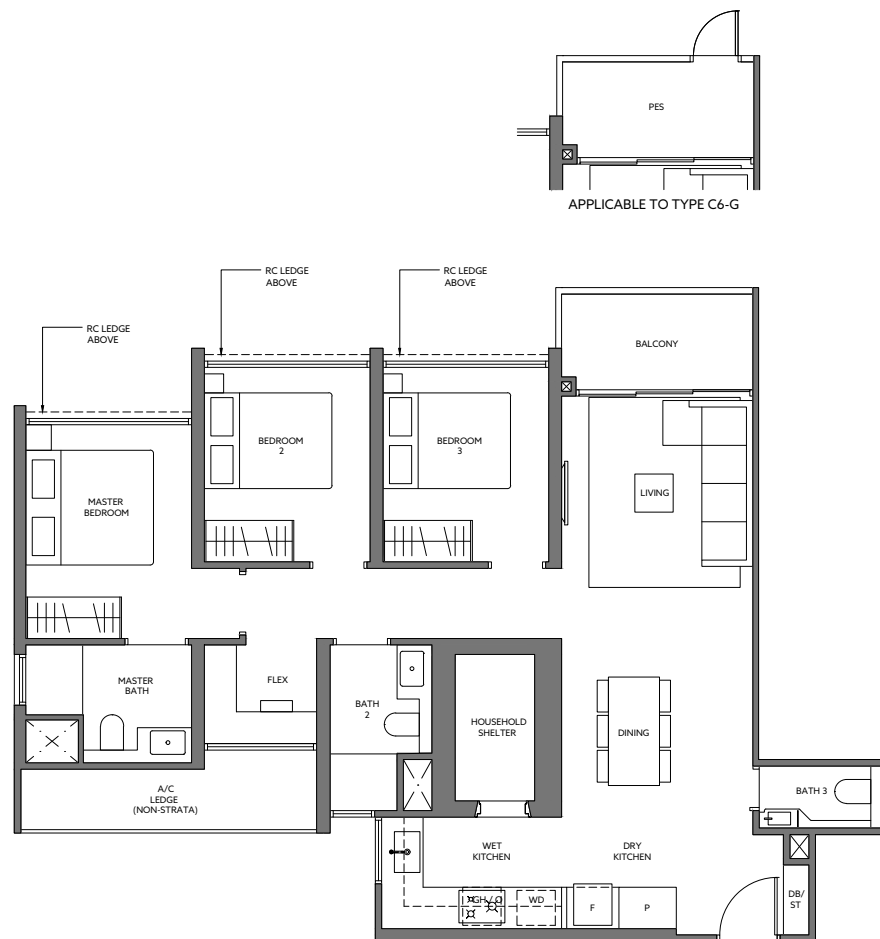 PES
APPLICABLE TO TYPE C6-G
RC LEDGE
ABOVE
RC LEDGE
ABOVE
RC LEDGE
ABOVE
BALCONY
BEDROOM
2
BEDROOM
3
MASTER
BEDROOM
LIVING
MASTER
BATH
FLEX
BATH
2
HOUSEHOLD
SHELTER
DINING
A/C
LEDGE
(NON-STRATA)
BATH 3
WET
KITCHEN
DRY
KITCHEN
WD
F
P
DB/
ST